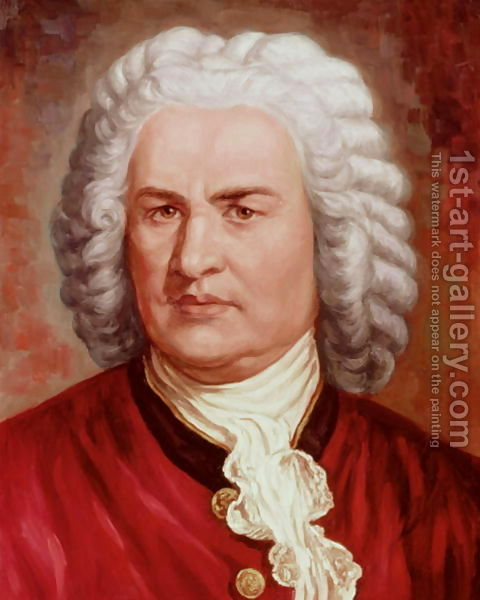 1st-art-gallery.com
This watermark does not appear on the painting